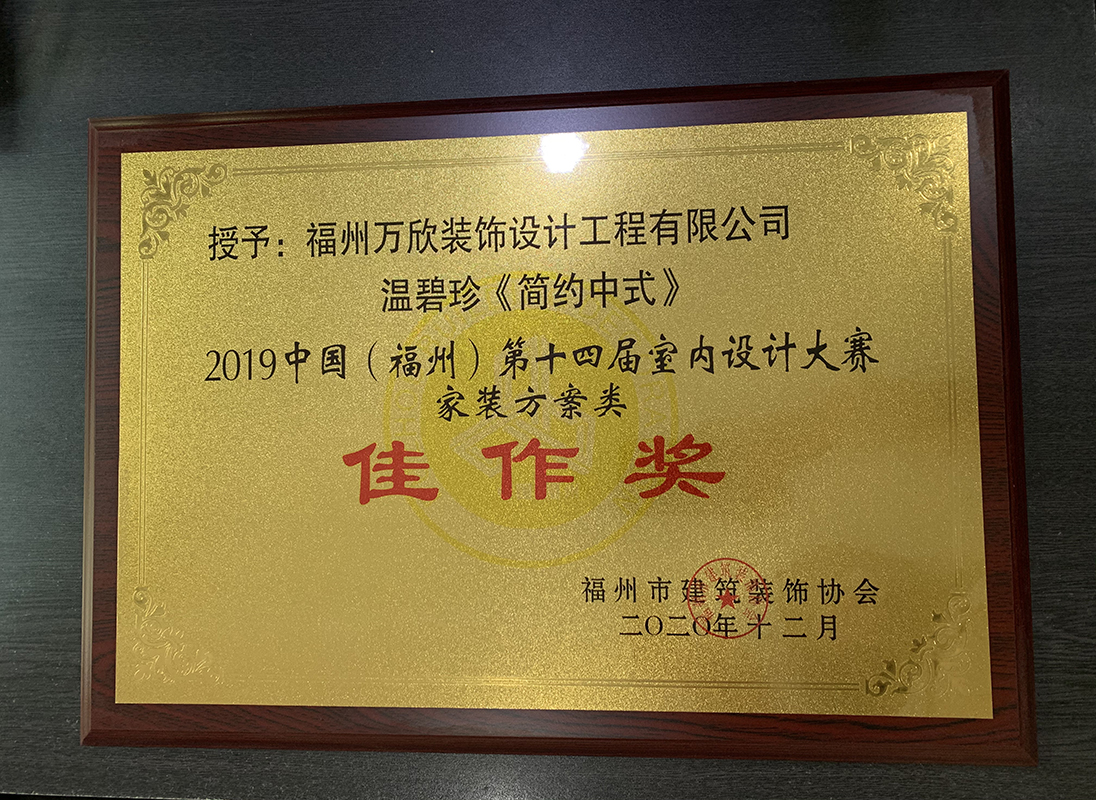 授予：福州万欣装饰设计工程有限公司
温碧珍《简约中式》
2019中国（福州）第十四届室内设计大赛
家装方案类
佳作奖
福州市建筑装饰协会
二〇二〇年十二月